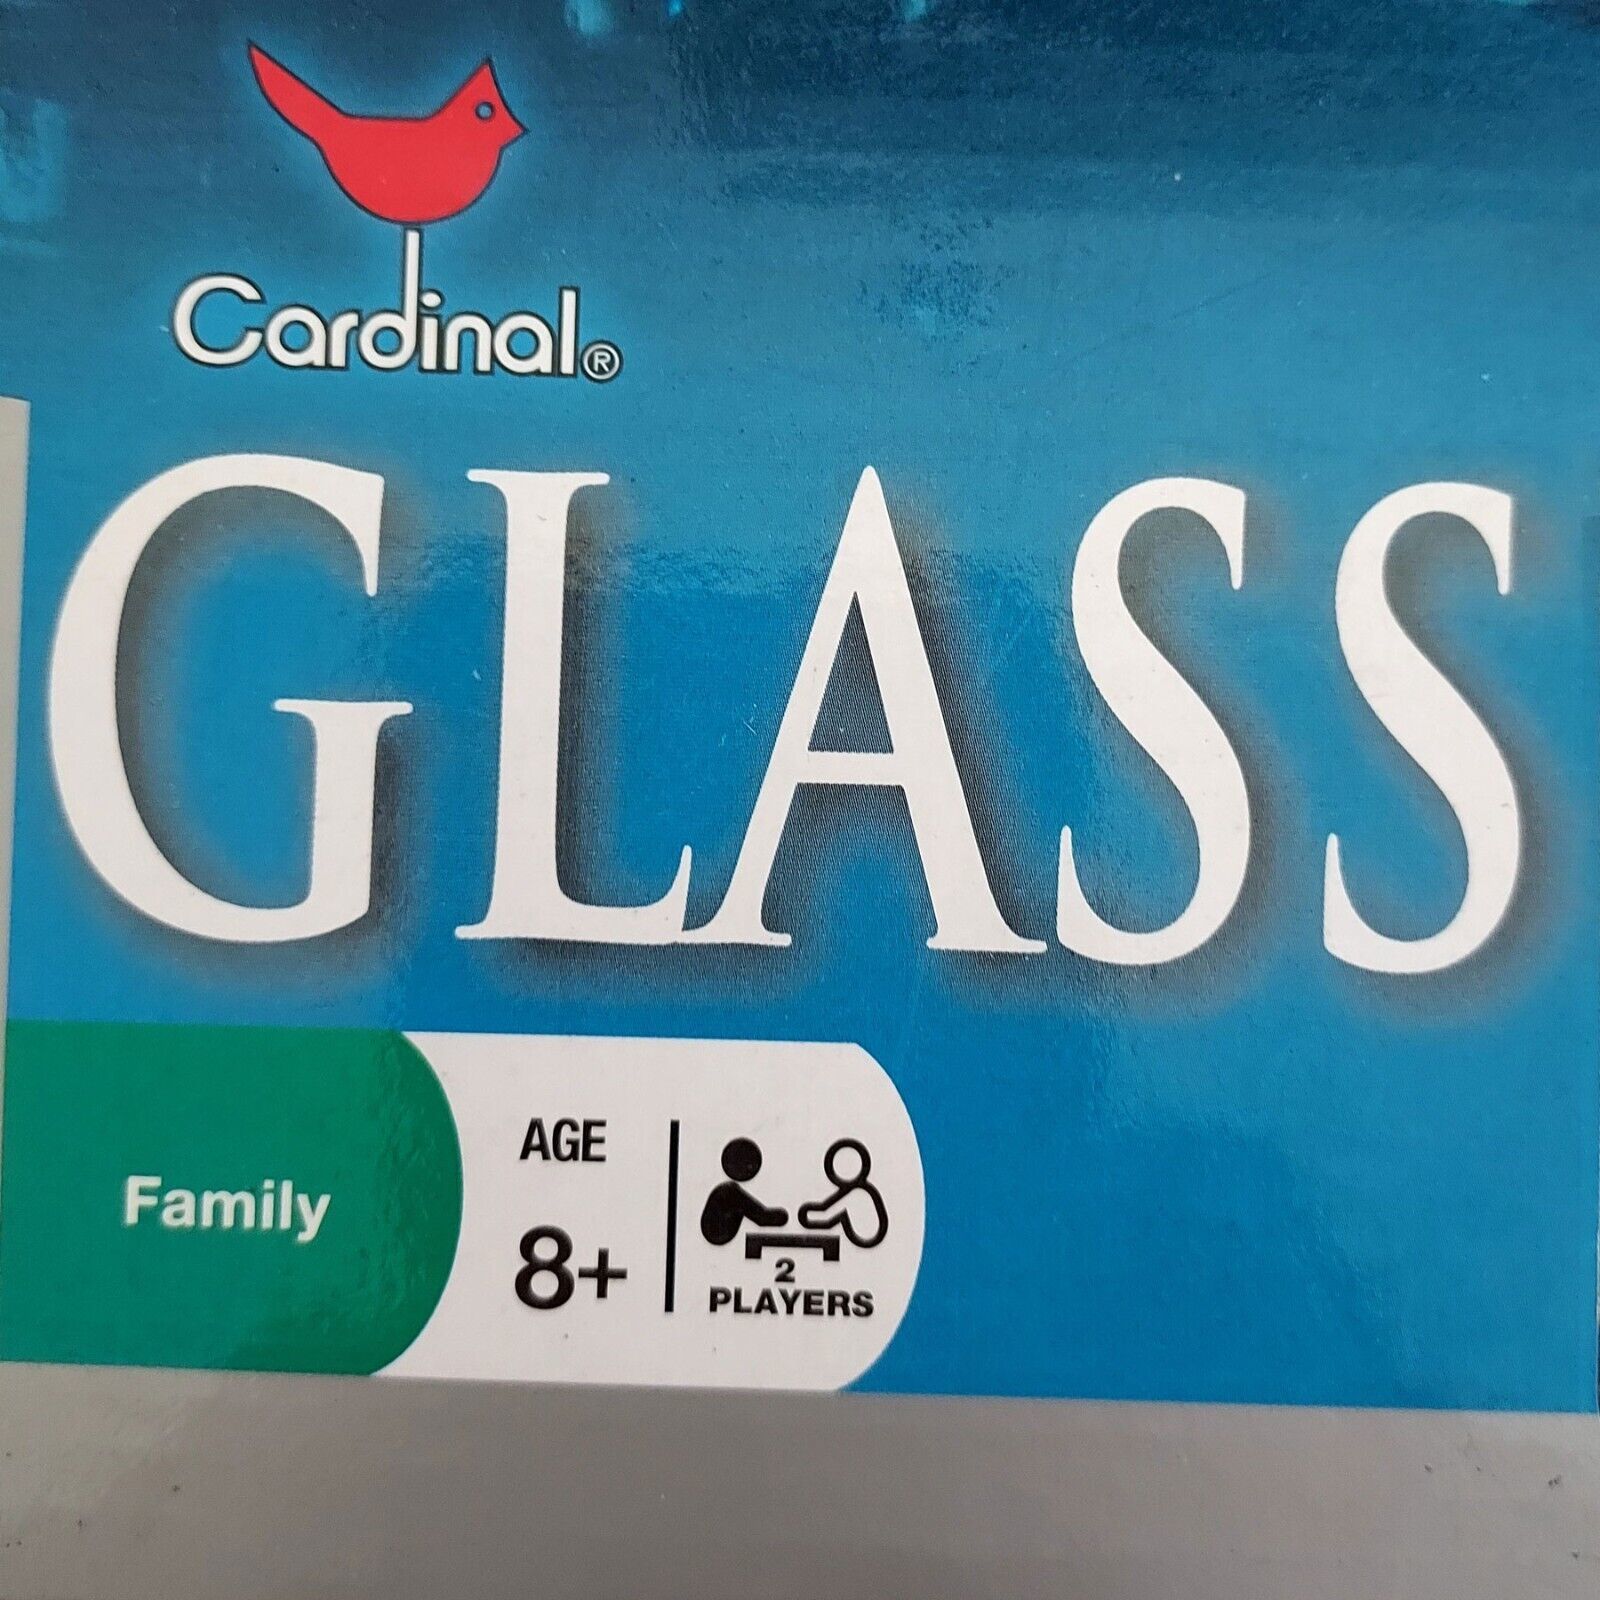 Cardinal®
GLASS
Family
AGE
8+
2
PLAYERS